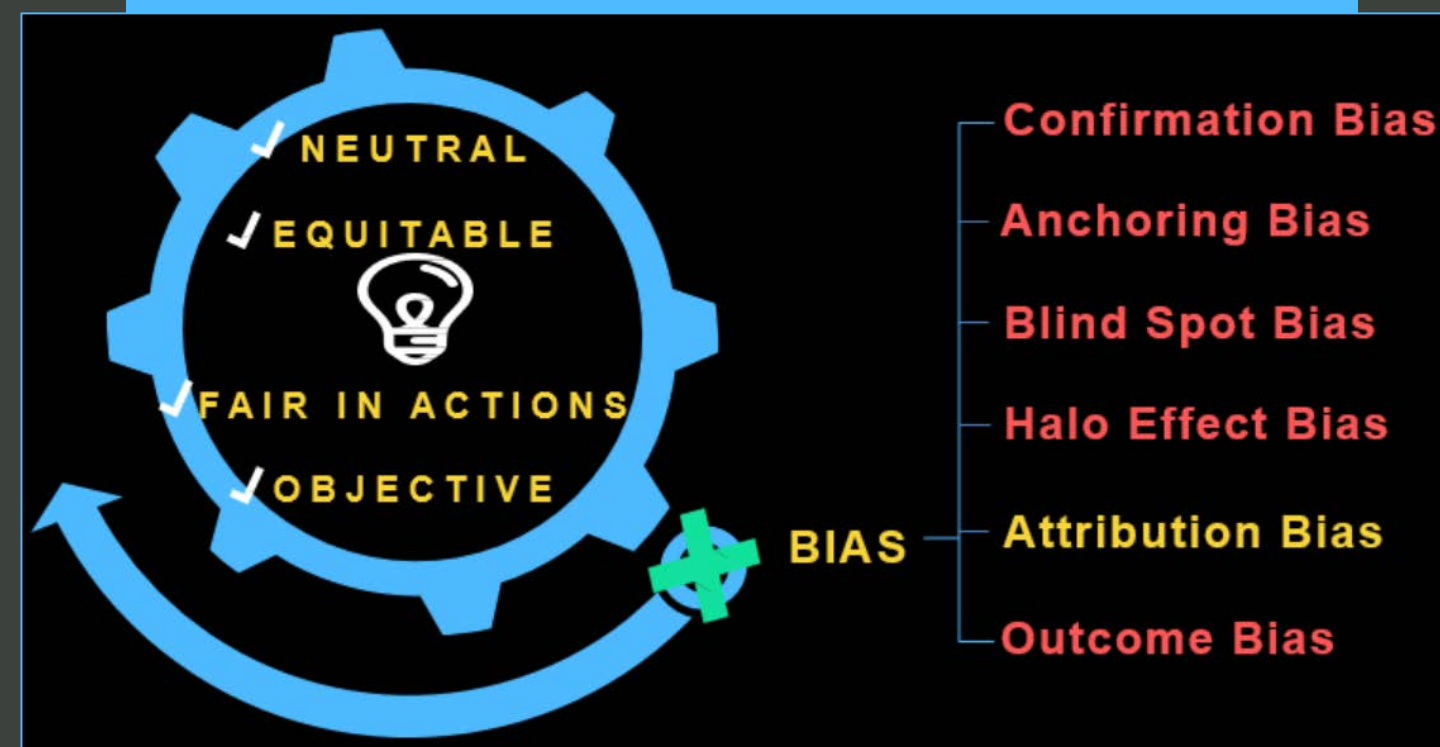 NEUTRAL
EQUITABLE
FAIR IN ACTIONS
OBJECTIVE
BIAS
Confirmation Bias
Anchoring Bias
Blind Spot Bias
Halo Effect Bias
Attribution Bias
Outcome Bias